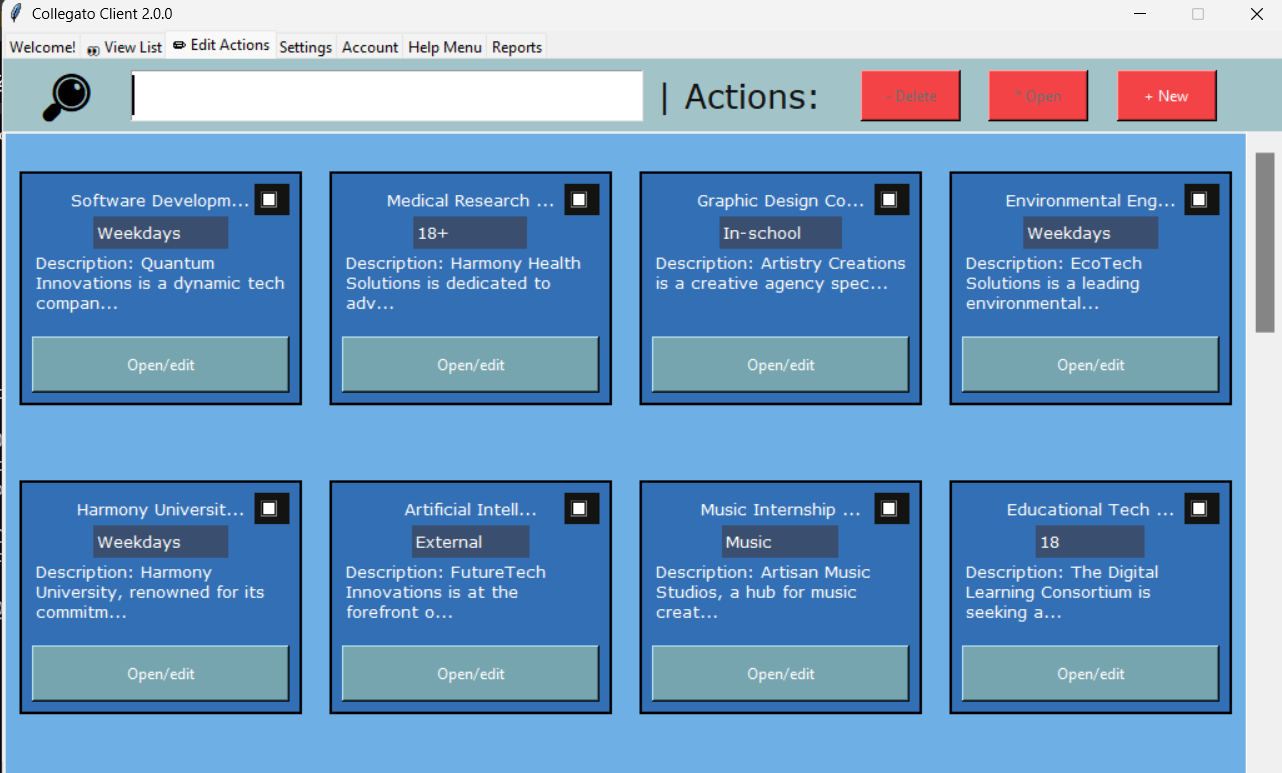 Collegato Client 2.0.0
Welcome! View List Edit Actions Settings Account Help Menu Reports
| Actions: - Delete * Open + New
Software Developm...
Weekdays
Description: Quantum
Innovations is a dynamic tech
compan...
Open/edit
Medical Research ...
18+
Description: Harmony Health
Solutions is dedicated to
adv...
Open/edit
Graphic Design Co...
In-school
Description: Artistry Creations
is a creative agency spec...
Open/edit
Environmental Eng...
Weekdays
Description: EcoTech
Solutions is a leading
environmental...
Open/edit
Harmony Universit...
Weekdays
Description: Harmony
University, renowned for its
commitm...
Open/edit
Artificial Intell...
External
Description: FutureTech
Innovations is at the
forefront o...
Open/edit
Music Internship ...
Music
Description: Artisan Music
Studios, a hub for music
creat...
Open/edit
Educational Tech ...
18
Description: The Digital
Learning Consortium is
seeking a...
Open/edit